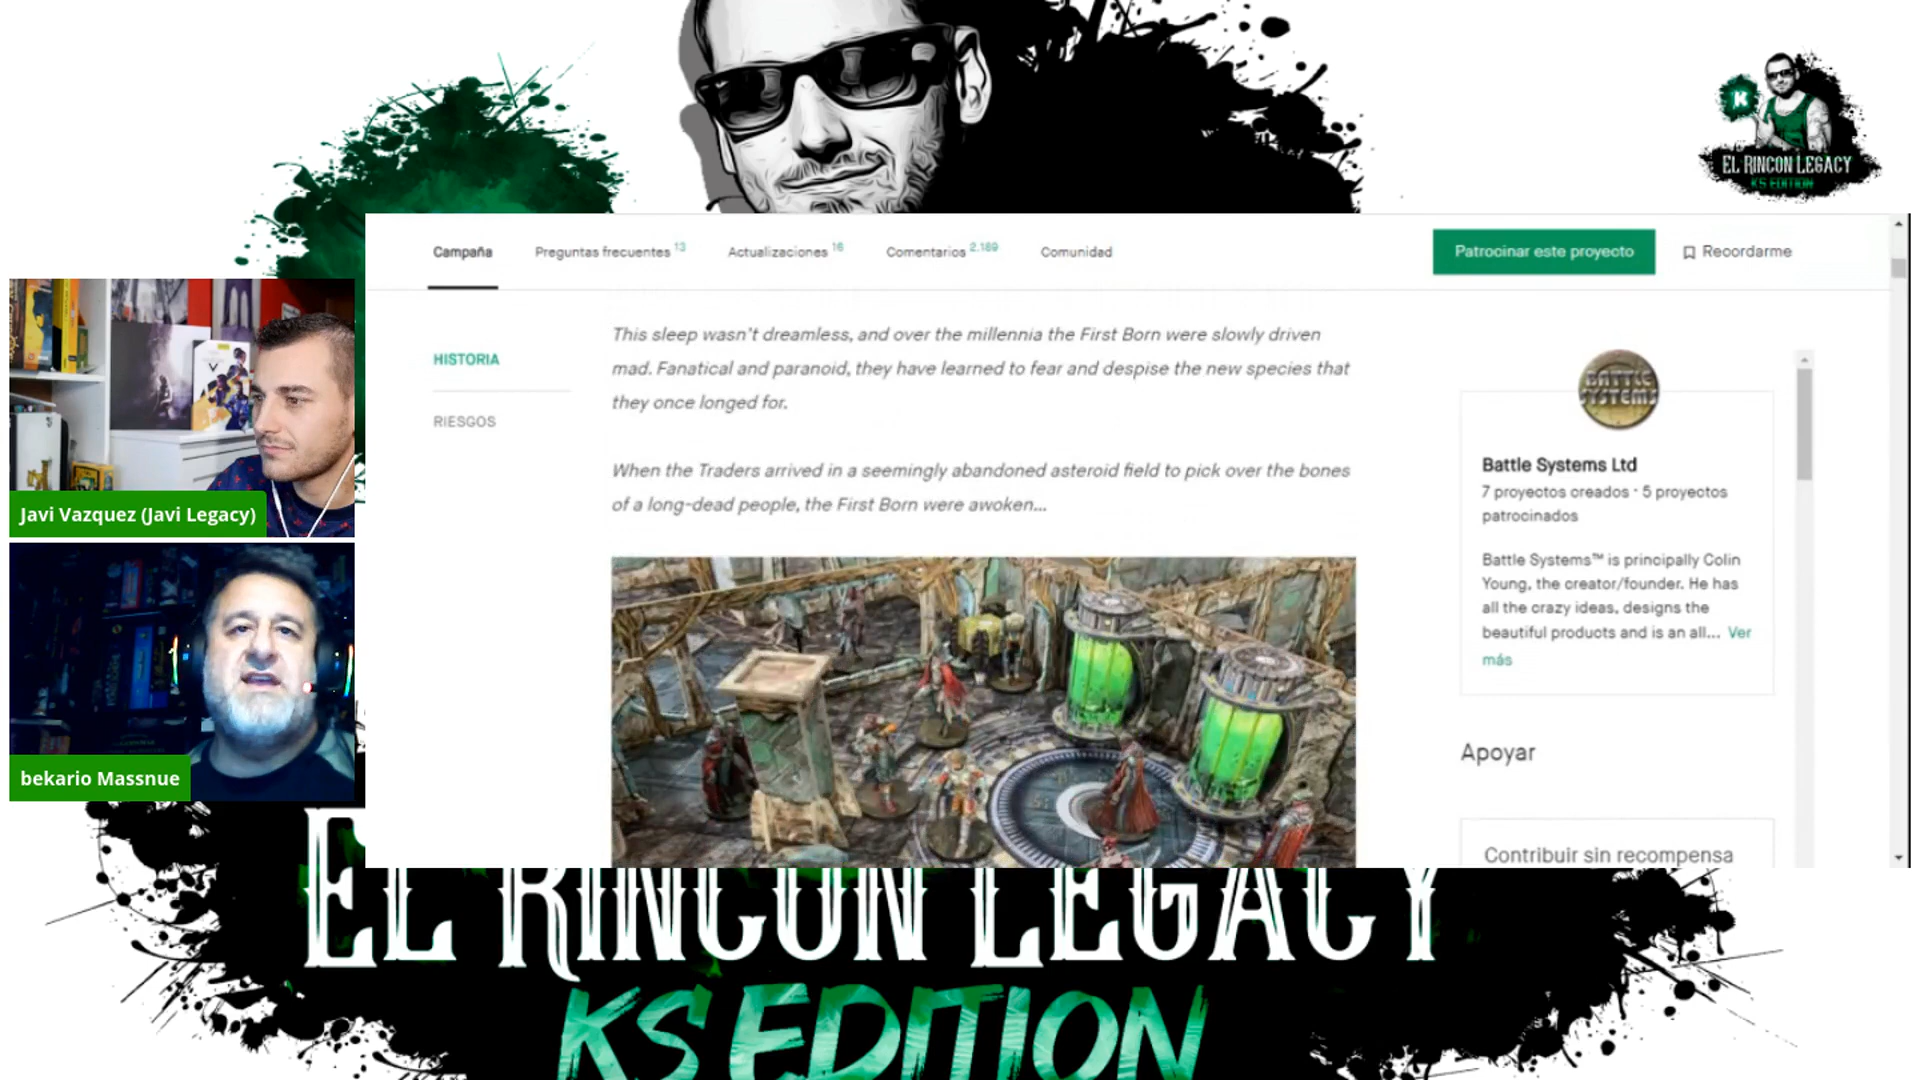 EL RINCON LEGACY
KS EDITION
Campaña
Preguntas frecuentes 13
Actualizaciones 16
Comentarios 2.189
Comunidad
Patrocinar este proyecto
Recordarme
HISTORIA
RIESGOS
This sleep wasn't dreamless, and over the millennia the First Born were slowly driven
mad. Fanatical and paranoid, they have learned to fear and despise the new species that
they once longed for.
When the Traders arrived in a seemingly abandoned asteroid field to pick over the bones
of a long-dead people, the First Born were awoken...
BATTLE
SYSTEMS
Battle Systems Ltd
7 proyectos creados · 5 proyectos
patrocinados
Battle Systems™ is principally Colin
Young, the creator/founder. He has
all the crazy ideas, designs the
beautiful products and is an all... Ver
más
Apoyar
Contribuir sin recompensa
Javi Vazquez (Javi Legacy)
bekario Massnue
EL RINCON LEGACY
KS EDITION